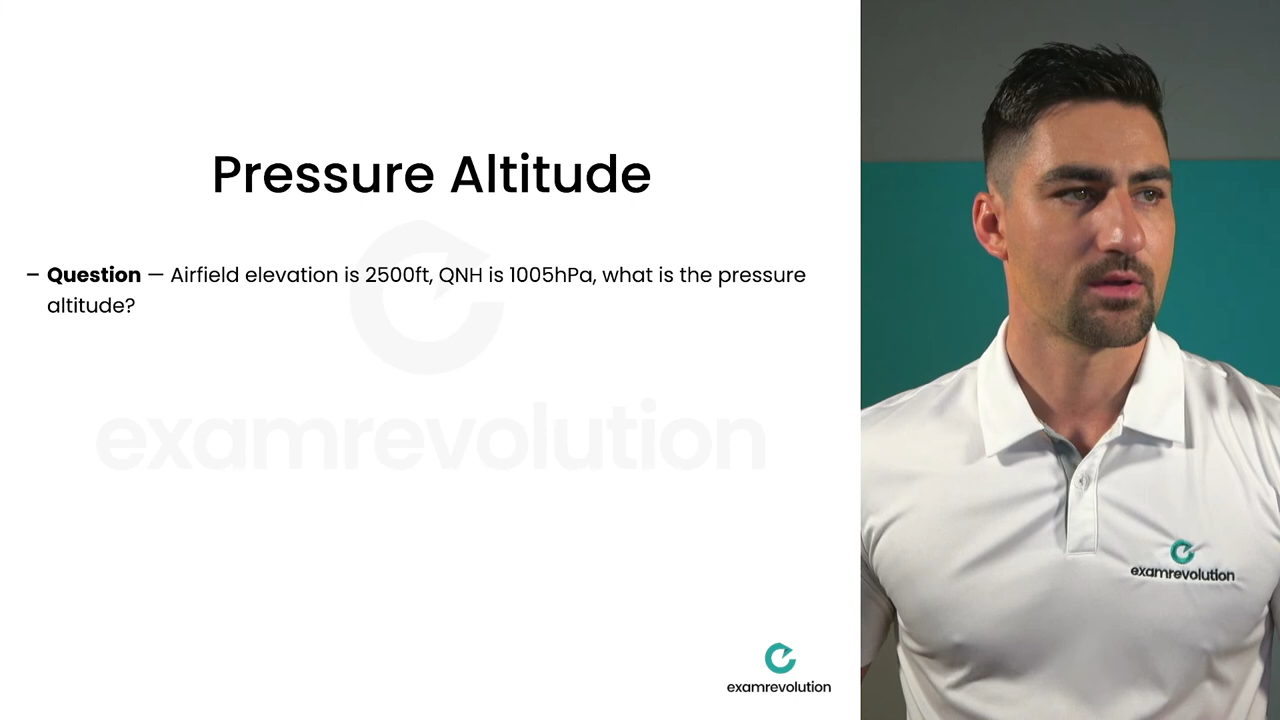 Pressure Altitude
– Question — Airfield elevation is 2500ft, QNH is 1005hPa, what is the pressure
altitude?
examrevolution
examrevolution
examrevolution